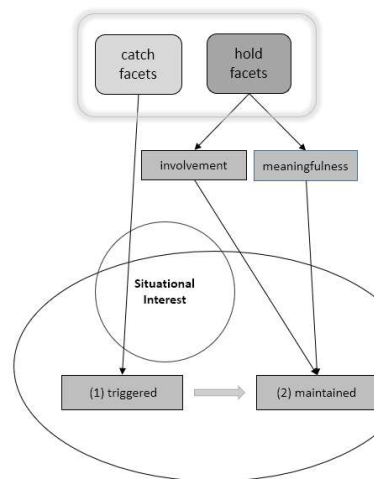 catch
facets
hold
facets
involvement
meaningfulness
Situational
Interest
(1) triggered
(2) maintained